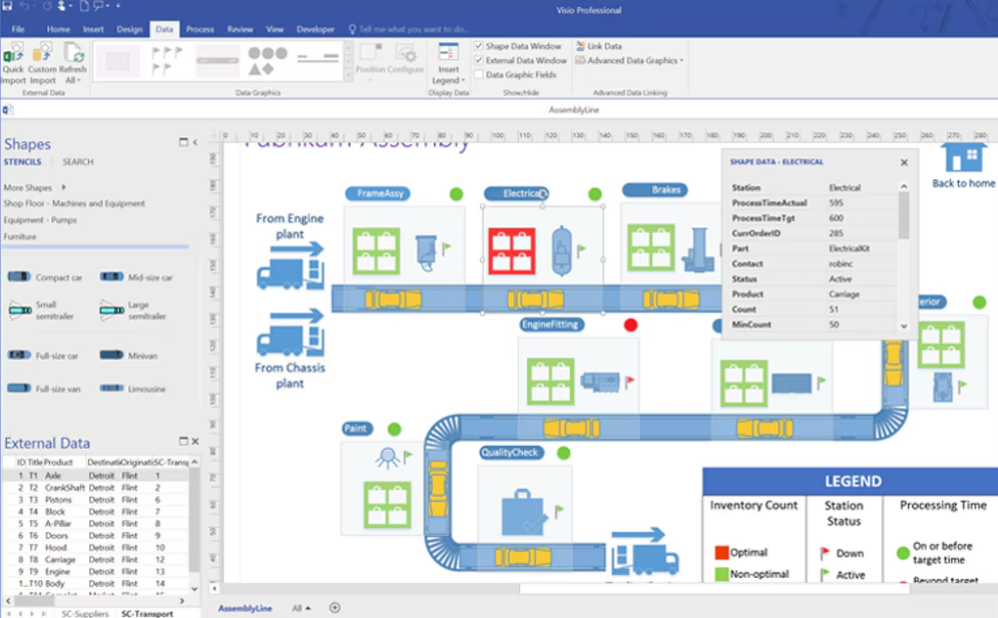 Visio Professional
File Home Insert Design Data Process Review View Developer Tell me what you want to do...
Quick Import Custom Import Refresh All
Position Configure
Insert Legend
Shape Data Window
External Data Window
Data Graphic Fields
Link Data
Advanced Data Graphics
External Data Data Graphics Display Data Show/Hide Advanced Data Linking
AssemblyLine
Shapes
STENCILS SEARCH
More Shapes
Shop Floor - Machines and Equipment
Equipment - Pumps
Furniture
Compact car Mid-size car
Small semitrailer Large semitrailer
Full-size car Minivan
Full-size van Limousine
External Data
ID Title Product Destinati Originati SC-Transp
1 T1 Axle Detroit Flint 1
2 T2 CrankShaft Detroit Flint 2
3 T3 Pistons Detroit Flint 6
4 T4 Block Detroit Flint 7
5 T5 A-Pillar Detroit Flint 8
6 T6 Doors Detroit Flint 9
7 T7 Hood Detroit Flint 10
8 T8 Carriage Detroit Flint 12
9 T9 Engine Detroit Flint 13
1... T10 Body Detroit Flint 14
SC-Suppliers SC-Transport
Fabrikam Assembly
FrameAssy Electrical Brakes
From Engine
plant
From Chassis
plant
EngineFitting
Paint
QualityCheck
SHAPE DATA - ELECTRICAL
Station Electrical
ProcessTimeActual 595
ProcessTimeTgt 600
CurrOrderID 285
Part ElectricalKit
Contact robinc
Status Active
Product Carriage
Count 51
MinCount 50
Back to home
erior
LEGEND
Inventory Count
Optimal
Non-optimal
Station
Status
Down
Active
Processing Time
On or before
target time
Beyond target
AssemblyLine All